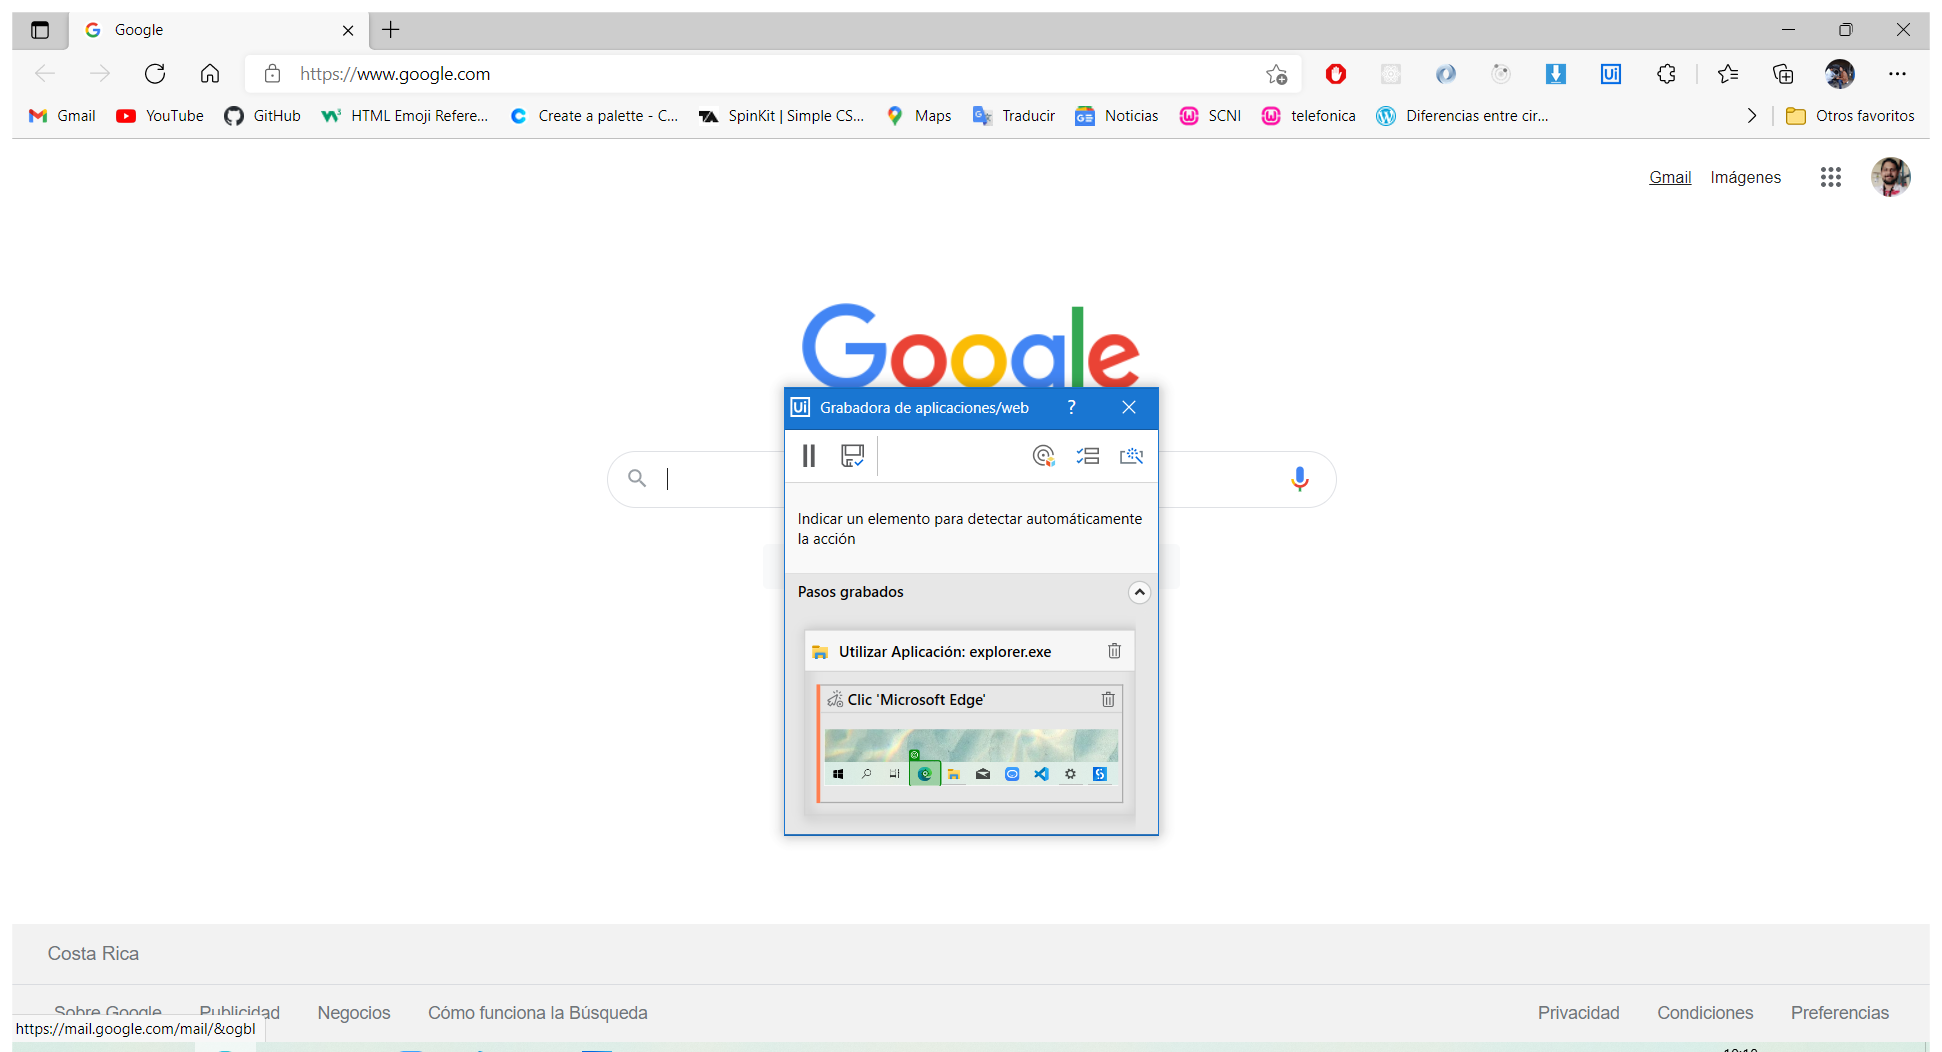 Google
https://www.google.com
Gmail YouTube GitHub HTML Emoji Refere... Create a palette - C... SpinKit | Simple CS... Maps Traducir Noticias SCNI telefonica Diferencias entre cir... Otros favoritos
Gmail Imágenes
Google
Ui Grabadora de aplicaciones/web ?
Indicar un elemento para detectar automáticamente
la acción
Pasos grabados
Utilizar Aplicación: explorer.exe
Clic 'Microsoft Edge'
Costa Rica
Sobre Google Publicidad Negocios Cómo funciona la Búsqueda Privacidad Condiciones Preferencias
https://mail.google.com/mail/&ogbl